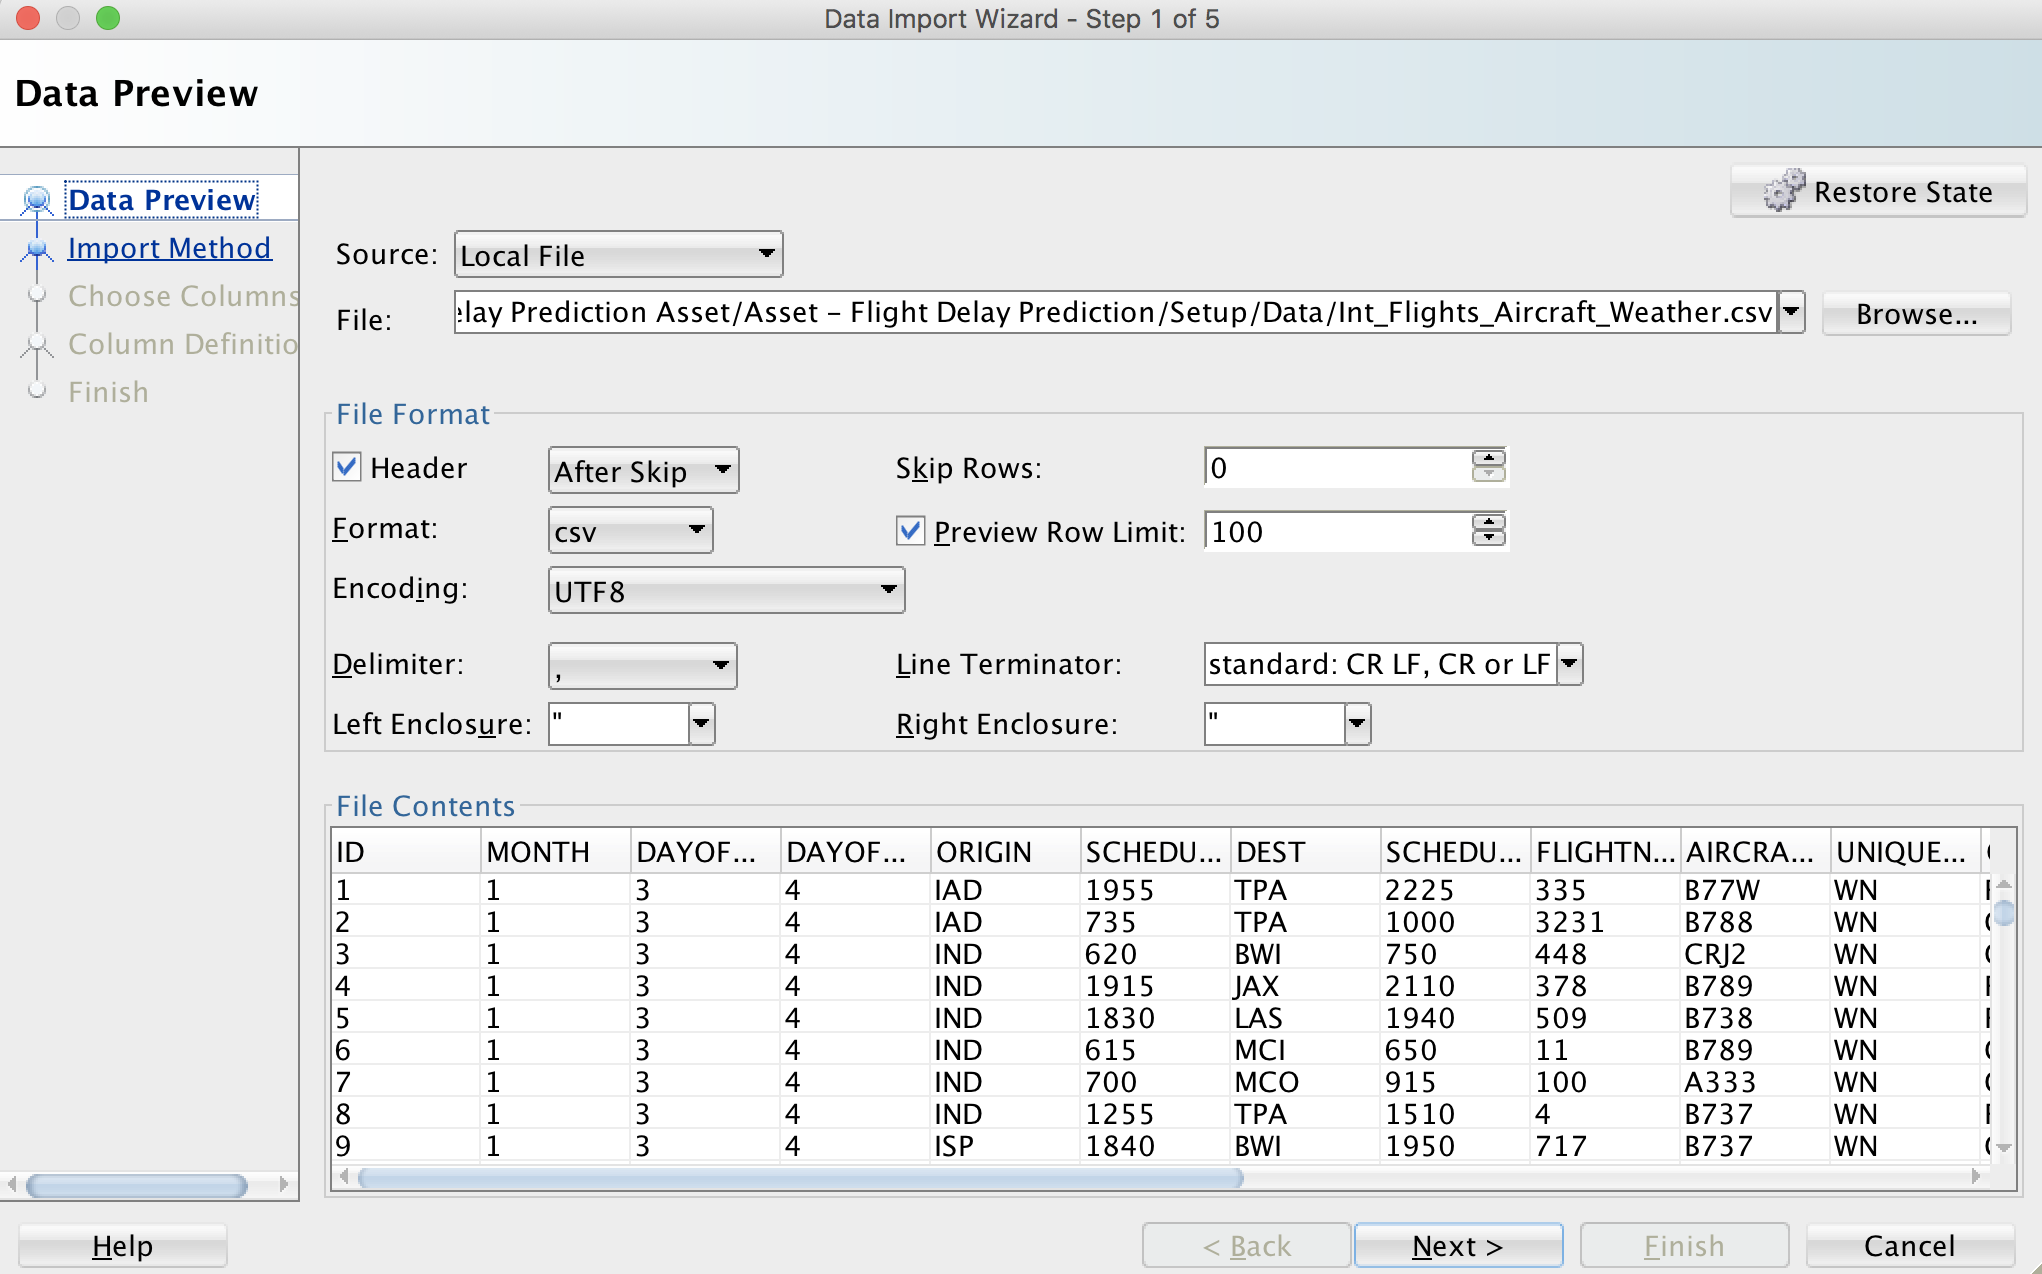 Data Import Wizard - Step 1 of 5
Data Preview
Data Preview
Import Method
Choose Columns
Column Definitio
Finish
Restore State
Source: Local File
File: elay Prediction Asset/Asset – Flight Delay Prediction/Setup/Data/Int_Flights_Aircraft_Weather.csv Browse...
File Format
Header After Skip Skip Rows: 0
Format: csv Preview Row Limit: 100
Encoding: UTF8
Delimiter: , Line Terminator: standard: CR LF, CR or LF
Left Enclosure: " Right Enclosure: "
File Contents
ID MONTH DAYOF... DAYOF... ORIGIN SCHEDU... DEST SCHEDU... FLIGHTN... AIRCRA... UNIQUE...
1 1 3 4 IAD 1955 TPA 2225 335 B77W WN
2 1 3 4 IAD 735 TPA 1000 3231 B788 WN
3 1 3 4 IND 620 BWI 750 448 CRJ2 WN
4 1 3 4 IND 1915 JAX 2110 378 B789 WN
5 1 3 4 IND 1830 LAS 1940 509 B738 WN
6 1 3 4 IND 615 MCI 650 11 B789 WN
7 1 3 4 IND 700 MCO 915 100 A333 WN
8 1 3 4 IND 1255 TPA 1510 4 B737 WN
9 1 3 4 ISP 1840 BWI 1950 717 B737 WN
Help < Back Next > Finish Cancel